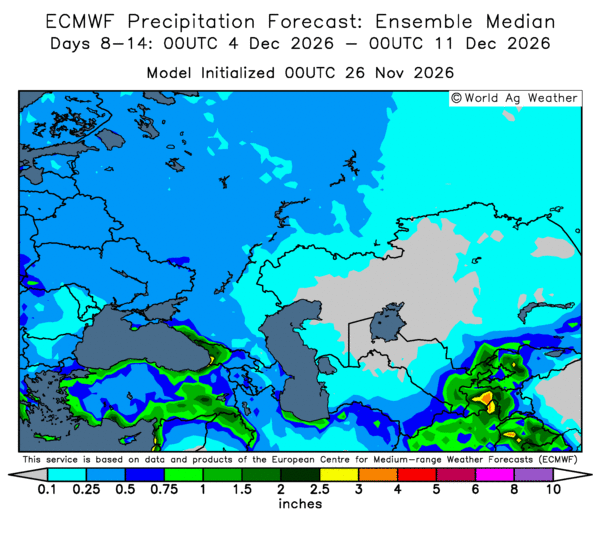 ECMWF Precipitation Forecast: Ensemble Median
Days 8-14: 00UTC 4 Dec 2026 - 00UTC 11 Dec 2026
Model Initialized 00UTC 26 Nov 2026
© World Ag Weather
This service is based on data and products of the European Centre for Medium-range Weather Forecasts (ECMWF)
0.1 0.25 0.5 0.75 1 1.5 2 2.5 3 4 5 6 8 10
inches